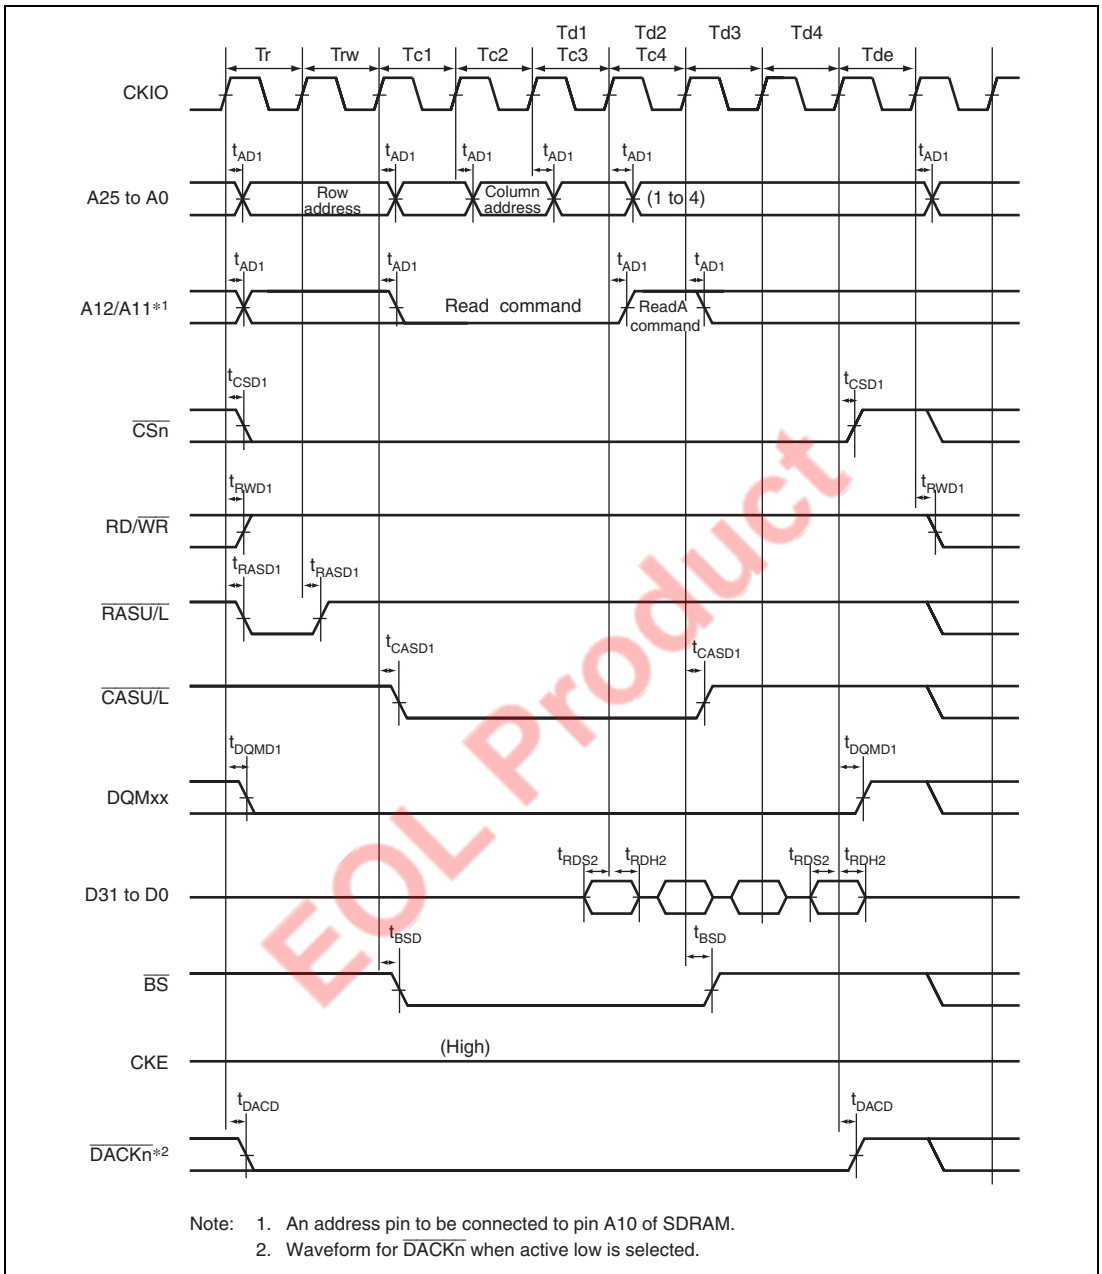 Td1 Td2 Td3 Td4
Tr Trw Tc1 Tc2 Tc3 Tc4 Tde
CKIO
tAD1 tAD1 tAD1 tAD1 tAD1 tAD1
A25 to A0 Row address Column address (1 to 4)
tAD1 tAD1 tAD1 tAD1
A12/A11*1 Read command ReadA command
tCSD1 tCSD1
CSn
tRWD1 tRWD1
RD/WR
tRASD1 tRASD1
RASU/L
tCASD1 tCASD1
CASU/L
tDQMD1 tDQMD1
DQMxx
tRDS2 tRDH2 tRDS2 tRDH2
D31 to D0
tBSD tBSD
BS
(High)
CKE
tDACD tDACD
DACKn*2
Note: 1. An address pin to be connected to pin A10 of SDRAM.
2. Waveform for DACKn when active low is selected.
EOL Product